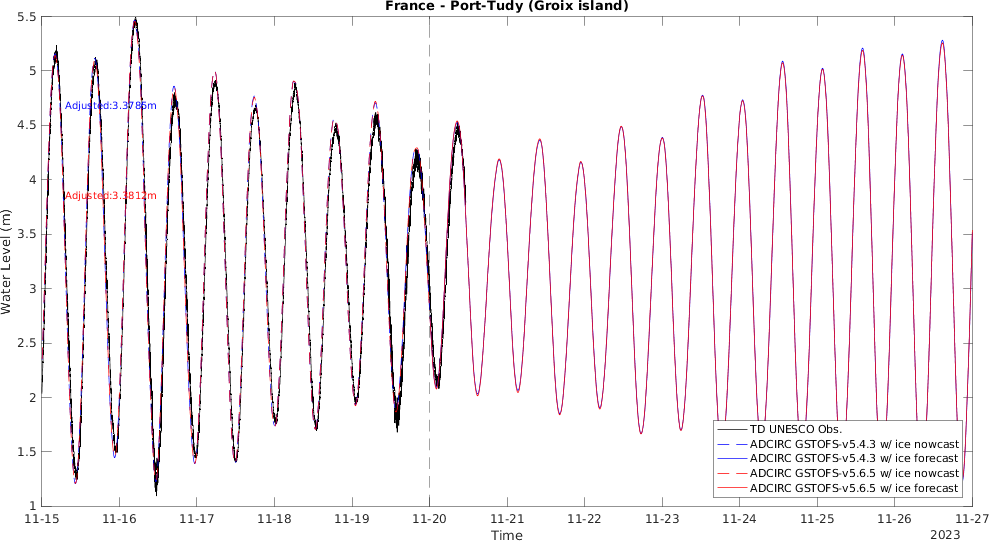 France - Port-Tudy (Groix island)
5.5
5
4.5
4
3.5
3
2.5
2
1.5
1
Water Level (m)
Adjusted:3.3785m
Adjusted:3.3812m
TD UNESCO Obs.
ADCIRC GSTOFS-v5.4.3 w/ ice nowcast
ADCIRC GSTOFS-v5.4.3 w/ ice forecast
ADCIRC GSTOFS-v5.6.5 w/ ice nowcast
ADCIRC GSTOFS-v5.6.5 w/ ice forecast
11-15 11-16 11-17 11-18 11-19 11-20 11-21 11-22 11-23 11-24 11-25 11-26 11-27
Time
2023